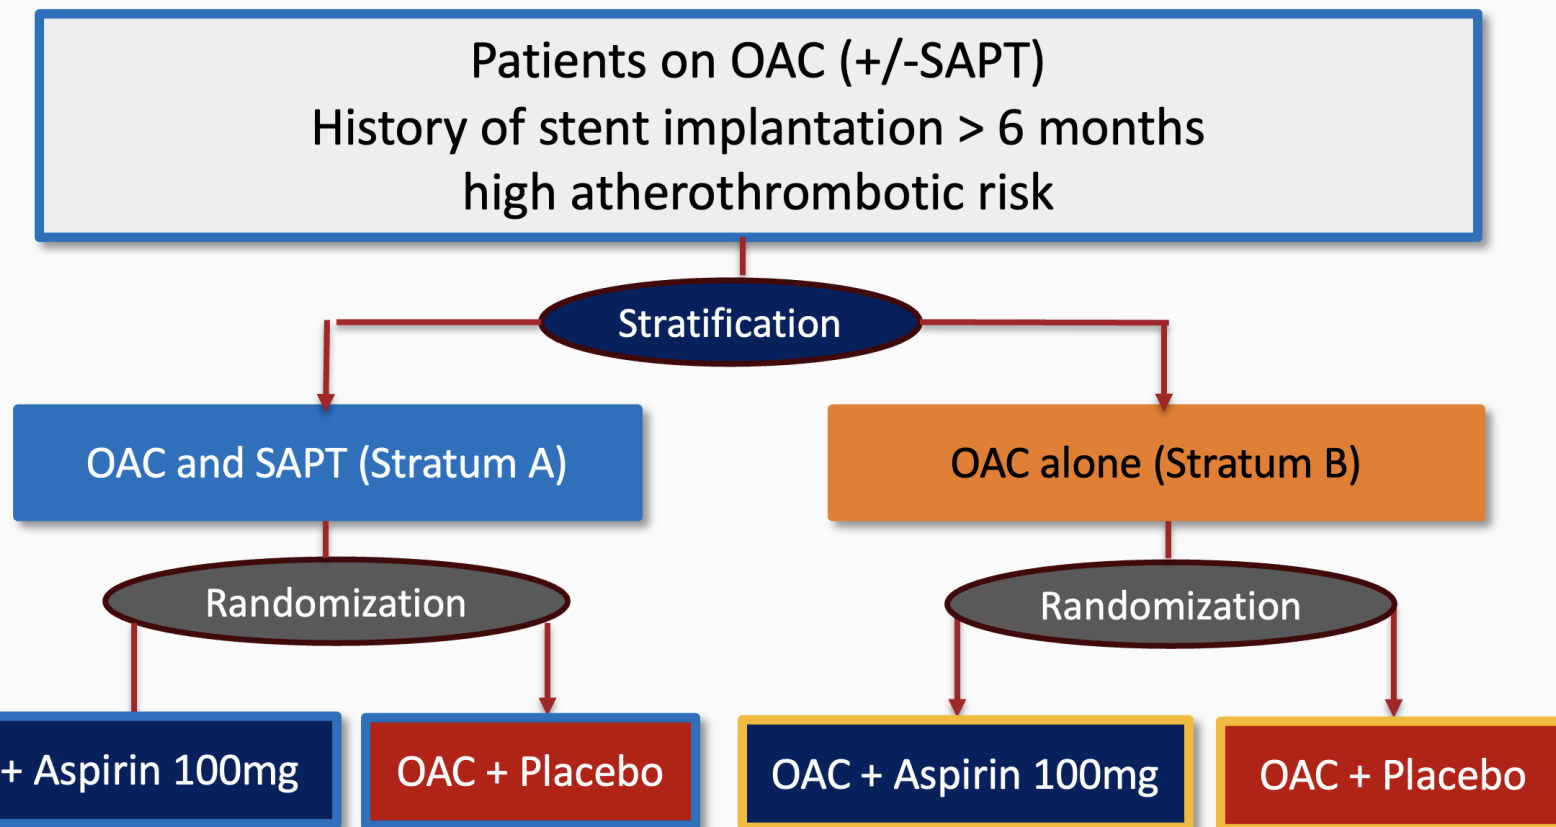 Patients on OAC (+/-SAPT)
History of stent implantation > 6 months
high atherothrombotic risk
Stratification
OAC and SAPT (Stratum A)
OAC alone (Stratum B)
Randomization
Randomization
+ Aspirin 100mg
OAC + Placebo
OAC + Aspirin 100mg
OAC + Placebo